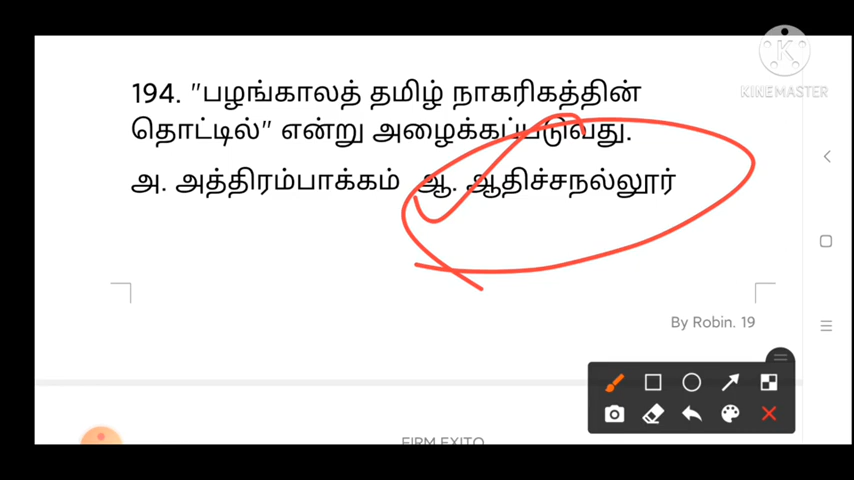 KINEMASTER
194. "பழங்காலத் தமிழ் நாகரிகத்தின்
தொட்டில்" என்று அழைக்கப்படுவது.
அ. அத்திரம்பாக்கம் ஆ. ஆதிச்சநல்லூர்
By Robin. 19
FIRM EXITO